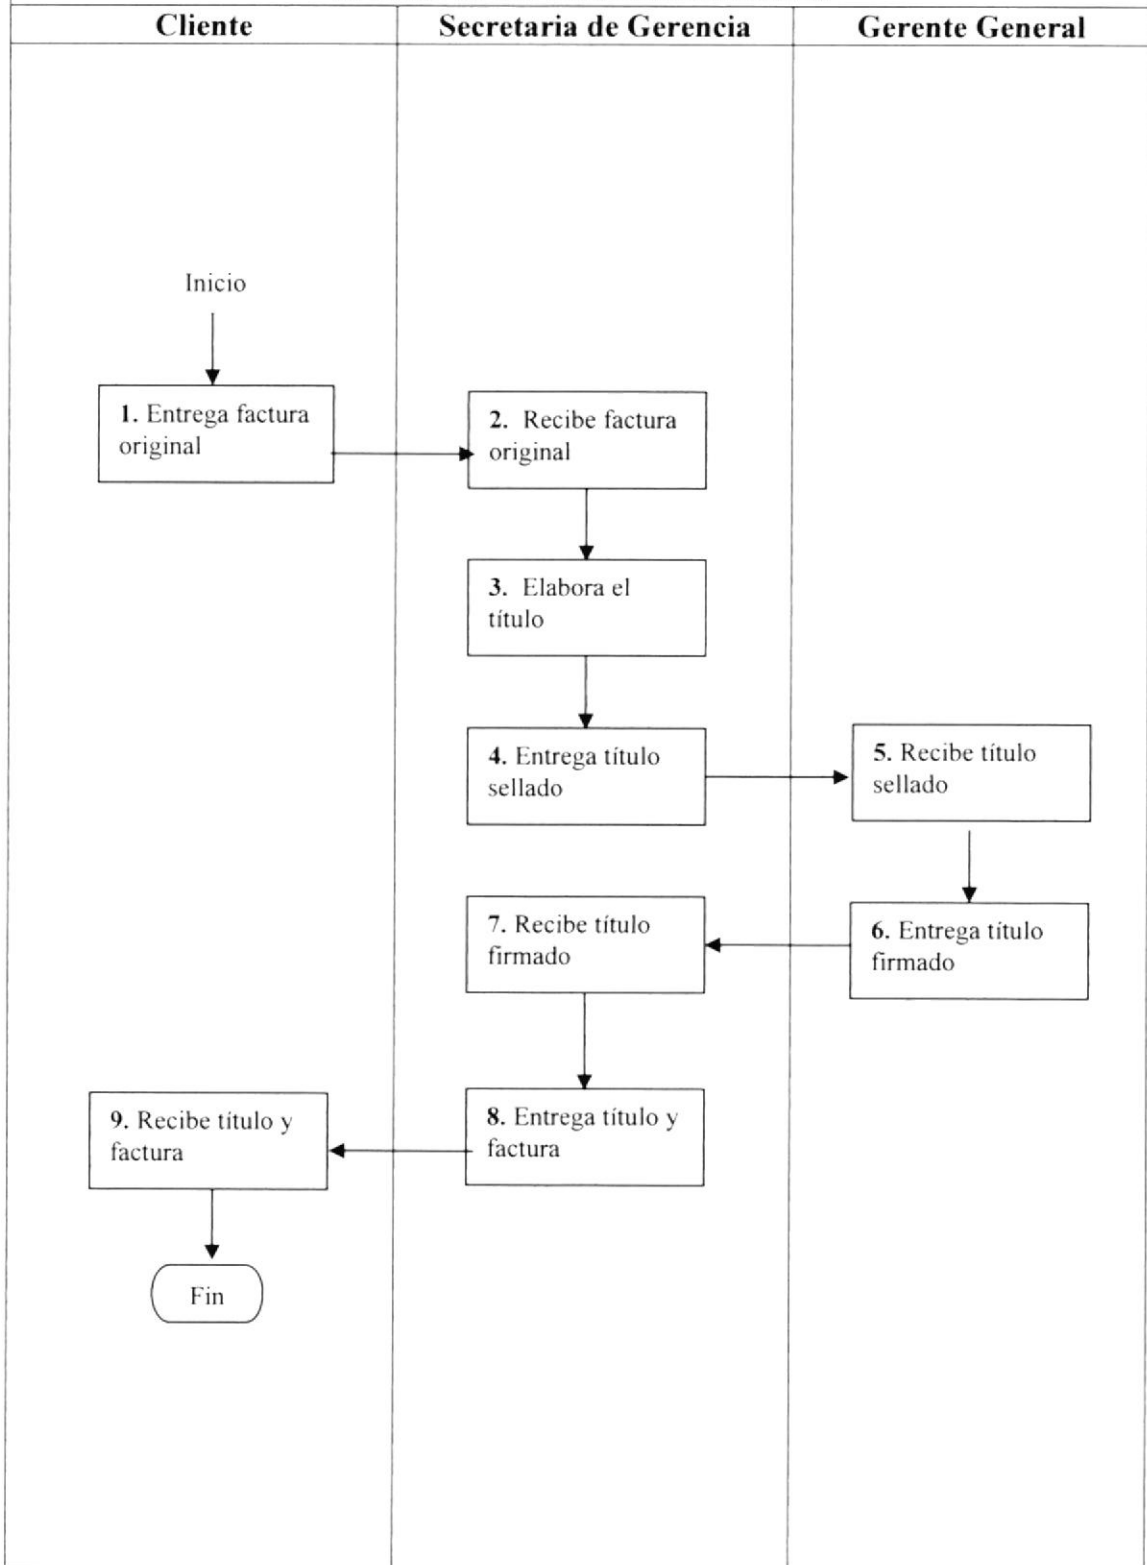 Cliente
Secretaria de Gerencia
Gerente General
Inicio
1. Entrega factura
original
2. Recibe factura
original
3. Elabora el
título
4. Entrega título
sellado
5. Recibe título
sellado
6. Entrega título
firmado
7. Recibe título
firmado
8. Entrega título y
factura
9. Recibe título y
factura
Fin